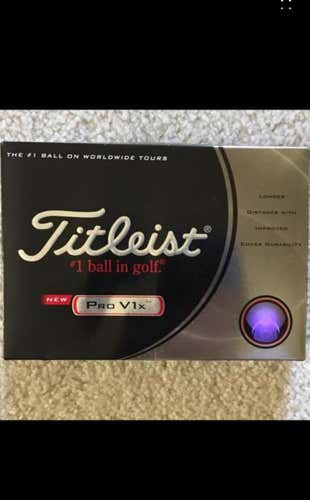 THE #1 BALL ON WORLDWIDE TOURS
LONGER
DISTANCE WITH
IMPROVED
COVER DURABILITY
Titleist®
#1 ball in golf.®
NEW PRO V1x™